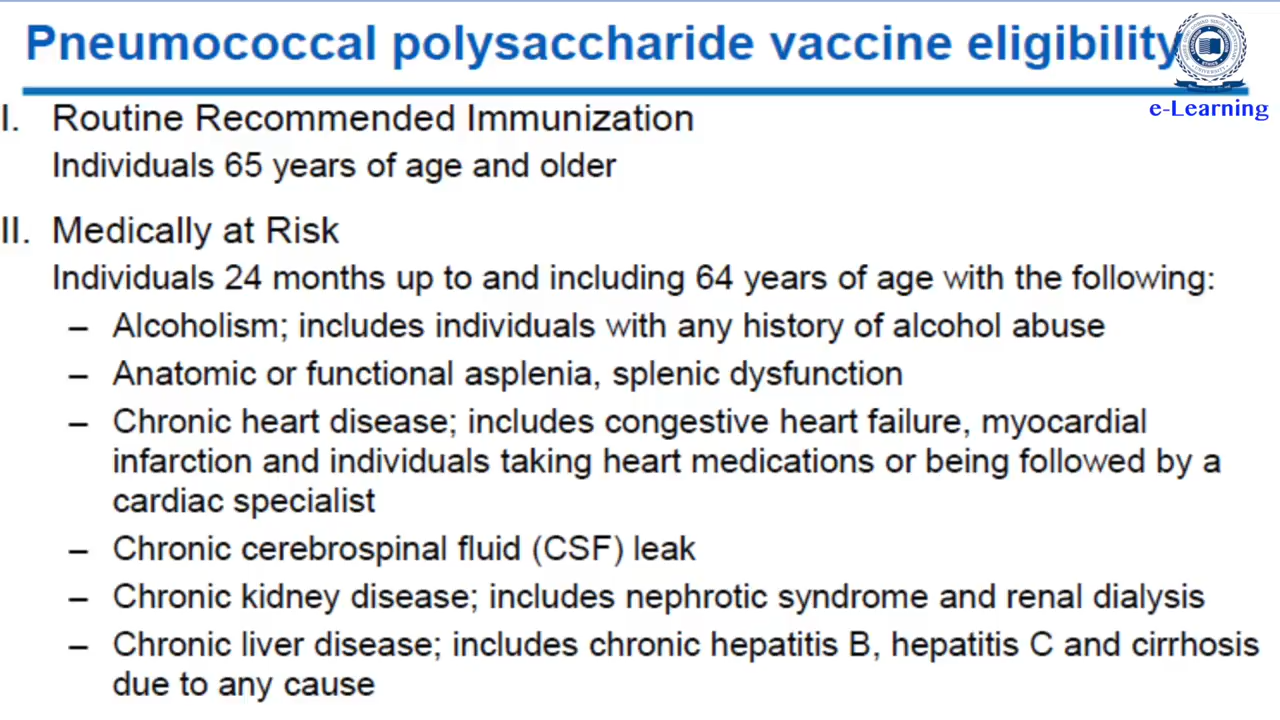 Pneumococcal polysaccharide vaccine eligibility
e-Learning
I. Routine Recommended Immunization
Individuals 65 years of age and older
II. Medically at Risk
Individuals 24 months up to and including 64 years of age with the following:
– Alcoholism; includes individuals with any history of alcohol abuse
– Anatomic or functional asplenia, splenic dysfunction
– Chronic heart disease; includes congestive heart failure, myocardial
infarction and individuals taking heart medications or being followed by a
cardiac specialist
– Chronic cerebrospinal fluid (CSF) leak
– Chronic kidney disease; includes nephrotic syndrome and renal dialysis
– Chronic liver disease; includes chronic hepatitis B, hepatitis C and cirrhosis
due to any cause